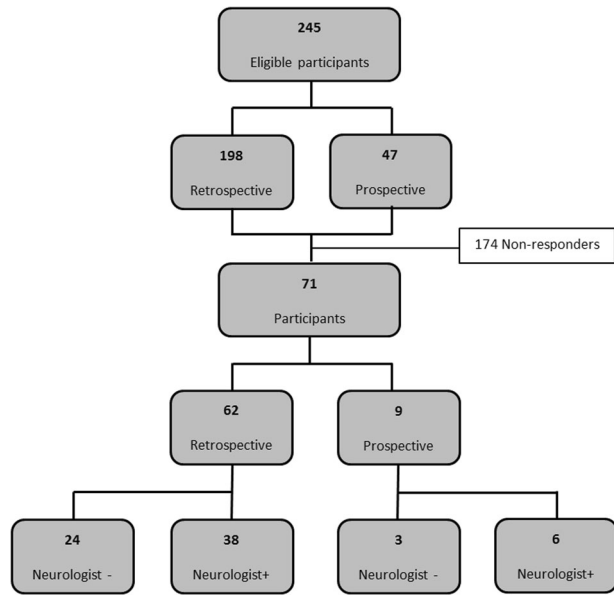 245
Eligible participants
198
Retrospective
47
Prospective
174 Non-responders
71
Participants
62
Retrospective
9
Prospective
24
Neurologist -
38
Neurologist+
3
Neurologist -
6
Neurologist+